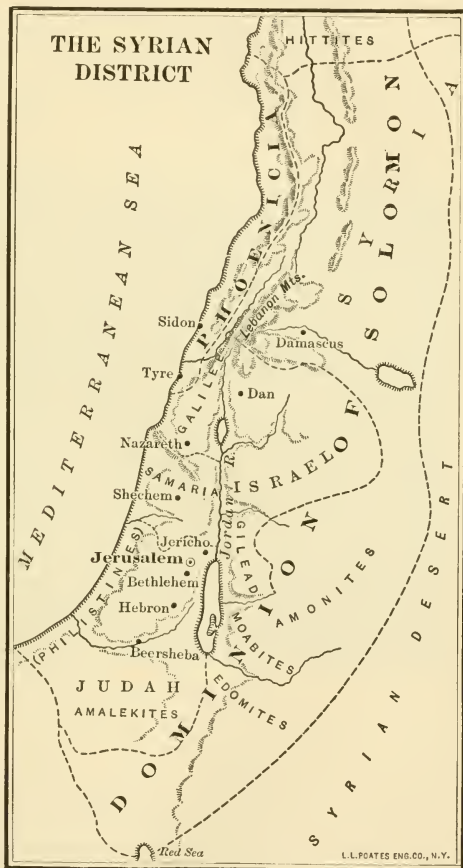 THE SYRIAN
DISTRICT
HITTITES
MEDITERRANEAN SEA
PHOENICIA
SYRIA
DOMINION OF SOLORMON
Lebanon Mts.
Sidon
Damascus
Tyre
GALILEE
Dan
Nazareth
SAMARIA
ISRAEL
Shechem
Jordan R.
GILEAD
Jericho
Jerusalem
AMONITES
Bethlehem
(PHILISTINES)
Hebron
MOABITES
Beersheba
JUDAH
EDOMITES
AMALEKITES
SYRIAN DESERT
Red Sea
L.L.POATES ENG.CO., N.Y.